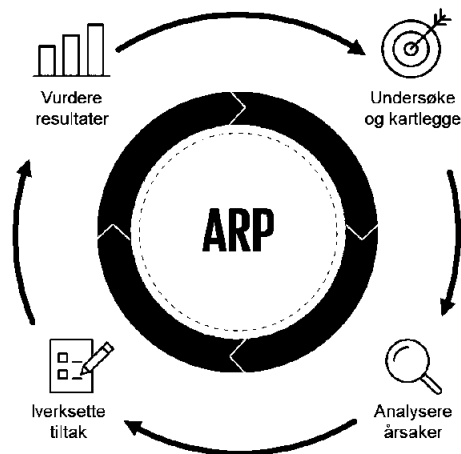 Vurdere
resultater
Undersøke
og kartlegge
ARP
Iverksette
tiltak
Analysere
årsaker